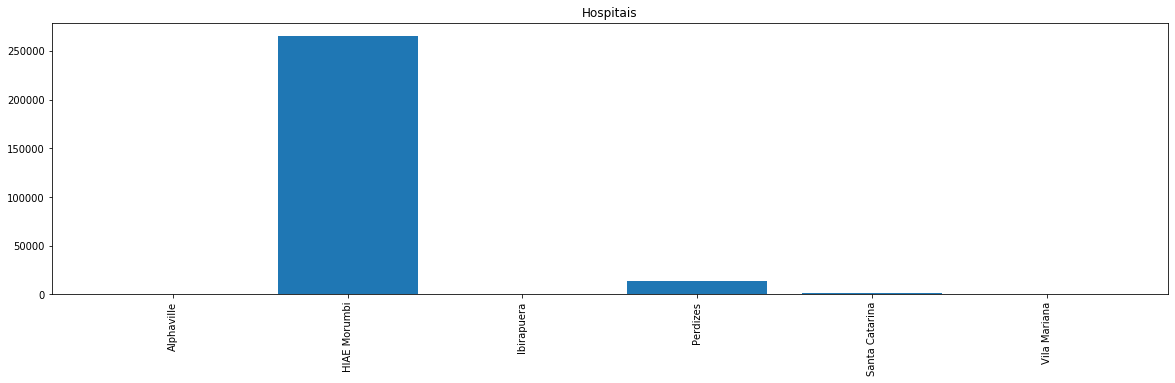 Hospitais
250000
200000
150000
100000
50000
0
Alphaville
HIAE Morumbi
Ibirapuera
Perdizes
Santa Catarina
Vila Mariana